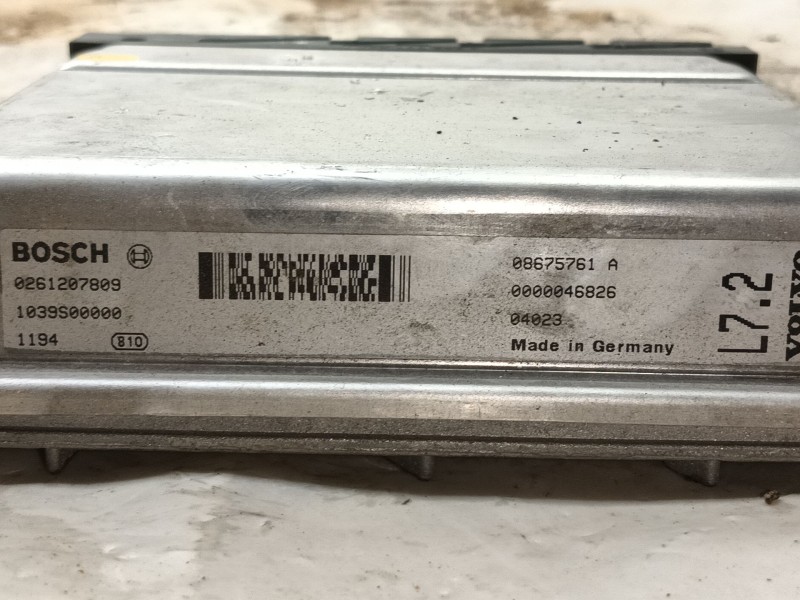 BOSCH
0261207809
1039S00000
1194 810
08675761 A
0000046826
04023
Made in Germany
L7.2
VOLVO